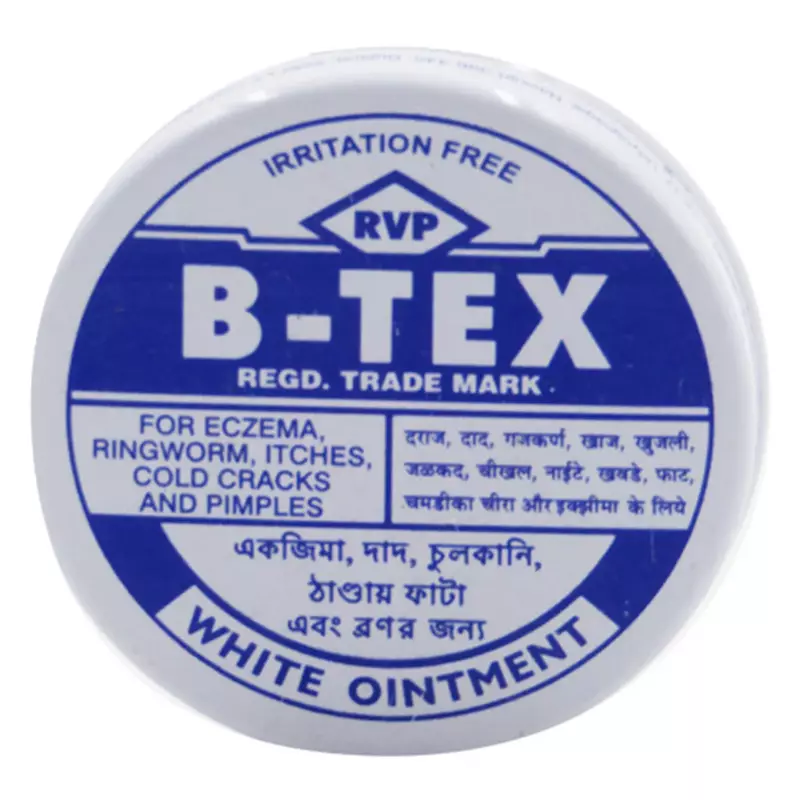 IRRITATION FREE
RVP
B-TEX
REGD. TRADE MARK
FOR ECZEMA,
RINGWORM, ITCHES,
COLD CRACKS
AND PIMPLES
दराज, दाद, गजकर्ण, खाज, खुजली,
जळकद, चीखल, नाईटे, खवडे, फाट,
चमडीका चीरा और इक्झीमा के लिये
একজিমা, দাদ, চুলকানি,
ঠাণ্ডায় ফাটা
এবং ব্রণর জন্য
WHITE OINTMENT